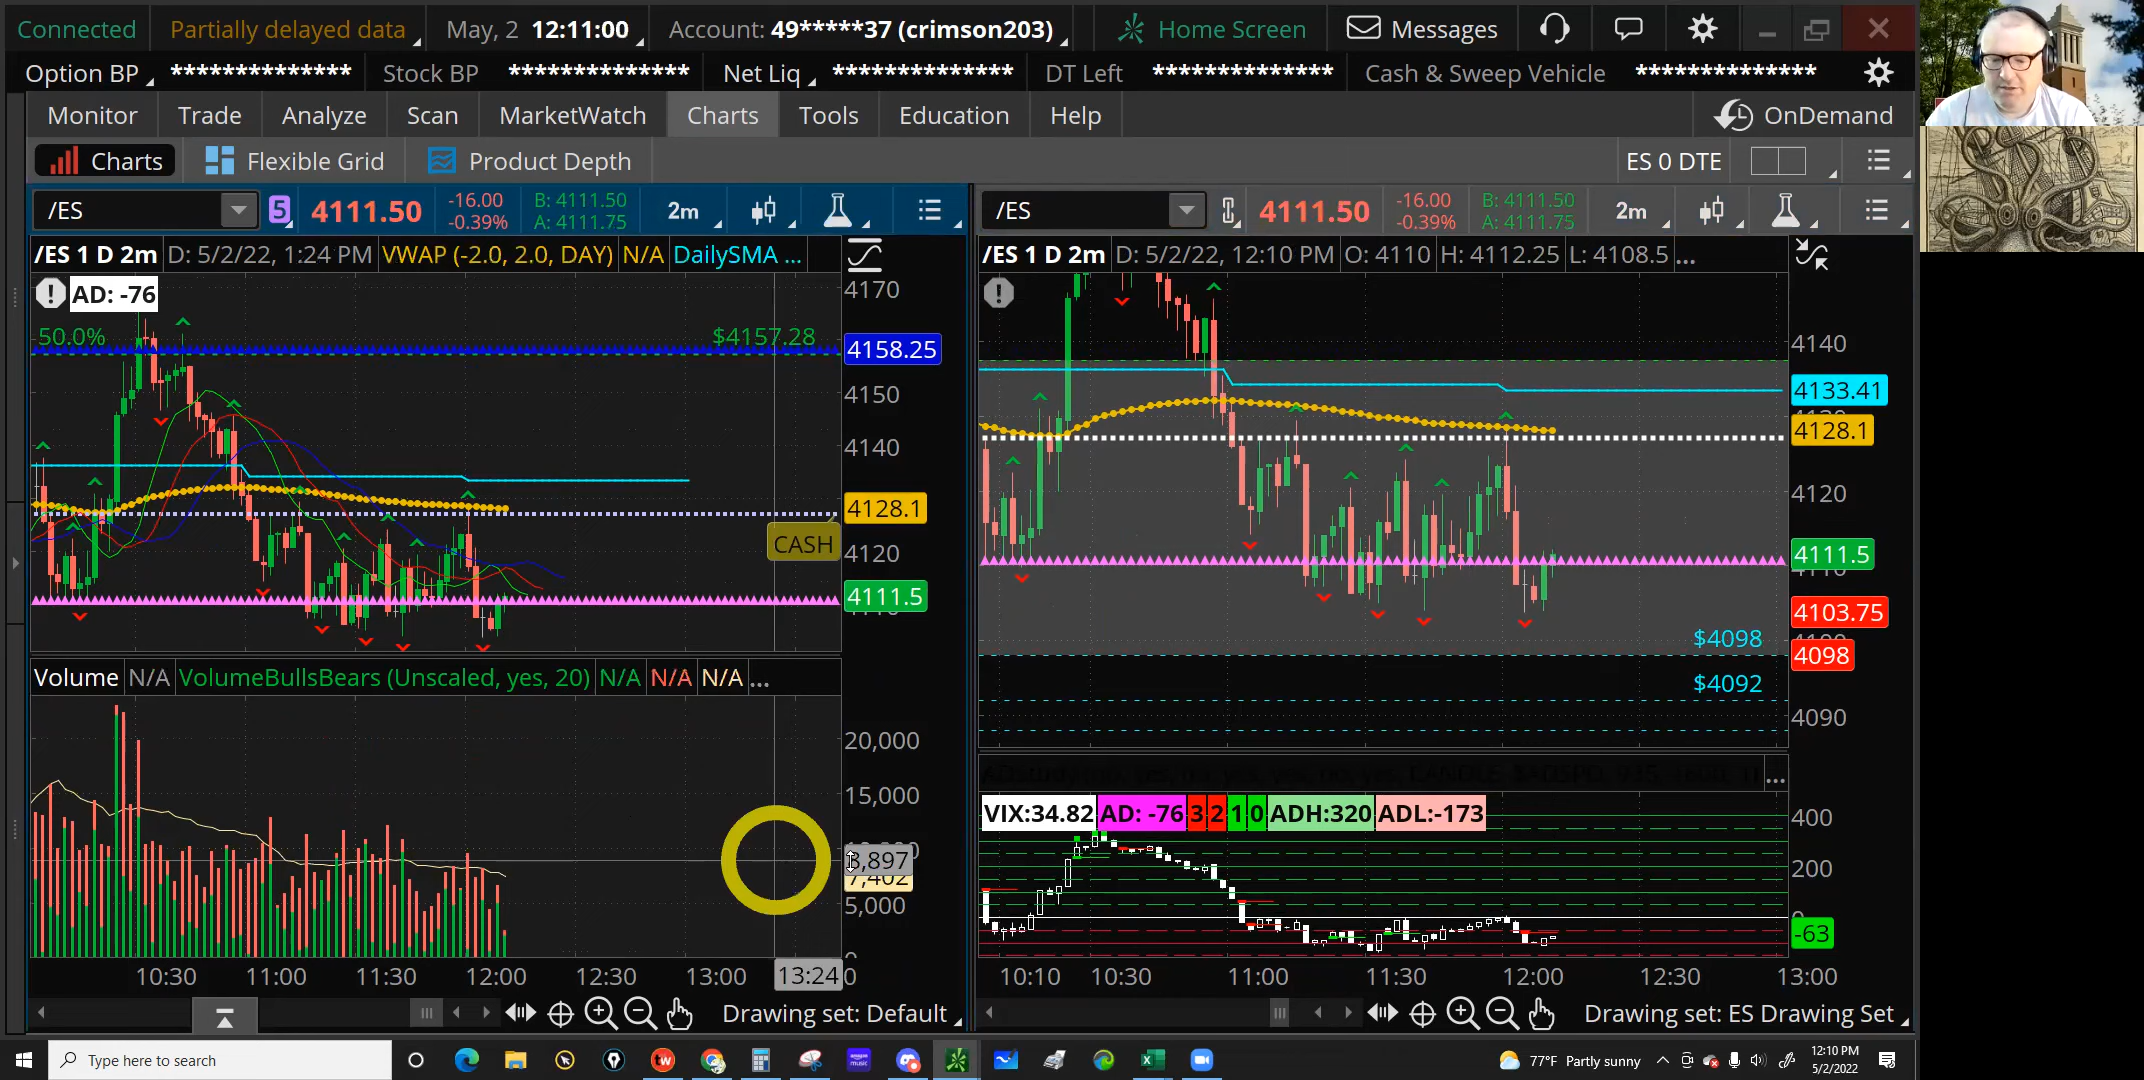 Connected Partially delayed data May, 2 12:11:00 Account: 49*****37 (crimson203) Home Screen Messages
Option BP ************** Stock BP ************** Net Liq ************** DT Left ************** Cash & Sweep Vehicle **************
Monitor Trade Analyze Scan MarketWatch Charts Tools Education Help OnDemand
Charts Flexible Grid Product Depth ES 0 DTE
/ES 5 4111.50 -16.00 -0.39% B: 4111.50 A: 4111.75 2m
/ES 4111.50 -16.00 -0.39% B: 4111.50 A: 4111.75 2m
/ES 1 D 2m D: 5/2/22, 1:24 PM VWAP (-2.0, 2.0, DAY) N/A DailySMA ...
AD: -76
50.0% $4157.28
4170
4158.25
4150
4140
4128.1
CASH
4120
4111.5
Volume N/A VolumeBullsBears (Unscaled, yes, 20) N/A N/A N/A ...
20,000
15,000
7,402
5,000
10:30 11:00 11:30 12:00 12:30 13:00 13:24
Drawing set: Default
/ES 1 D 2m D: 5/2/22, 12:10 PM O: 4110 H: 4112.25 L: 4108.5 ...
4140
4133.41
4128.1
4120
4111.5
4103.75
$4098 4098
$4092
4090
VIX:34.82 AD: -76 3 2 1 0 ADH:320 ADL:-173
400
200
-63
10:10 10:30 11:00 11:30 12:00 12:30 13:00
Drawing set: ES Drawing Set
Type here to search
77°F Partly sunny
12:10 PM
5/2/2022